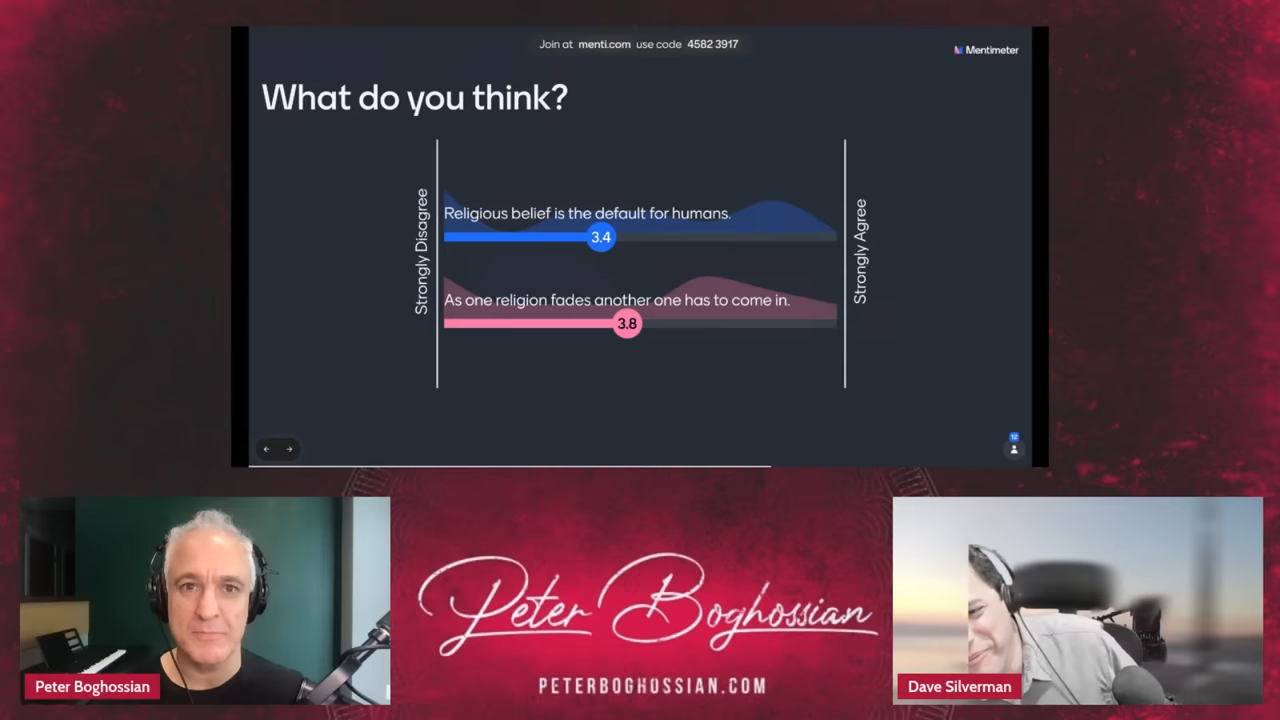 Join at menti.com use code 4582 3917
Mentimeter
What do you think?
Strongly Disagree
Religious belief is the default for humans.
3.4
As one religion fades another one has to come in.
3.8
Strongly Agree
12
Peter Boghossian
PETERBOGHOSSIAN.COM
Peter Boghossian
Dave Silverman